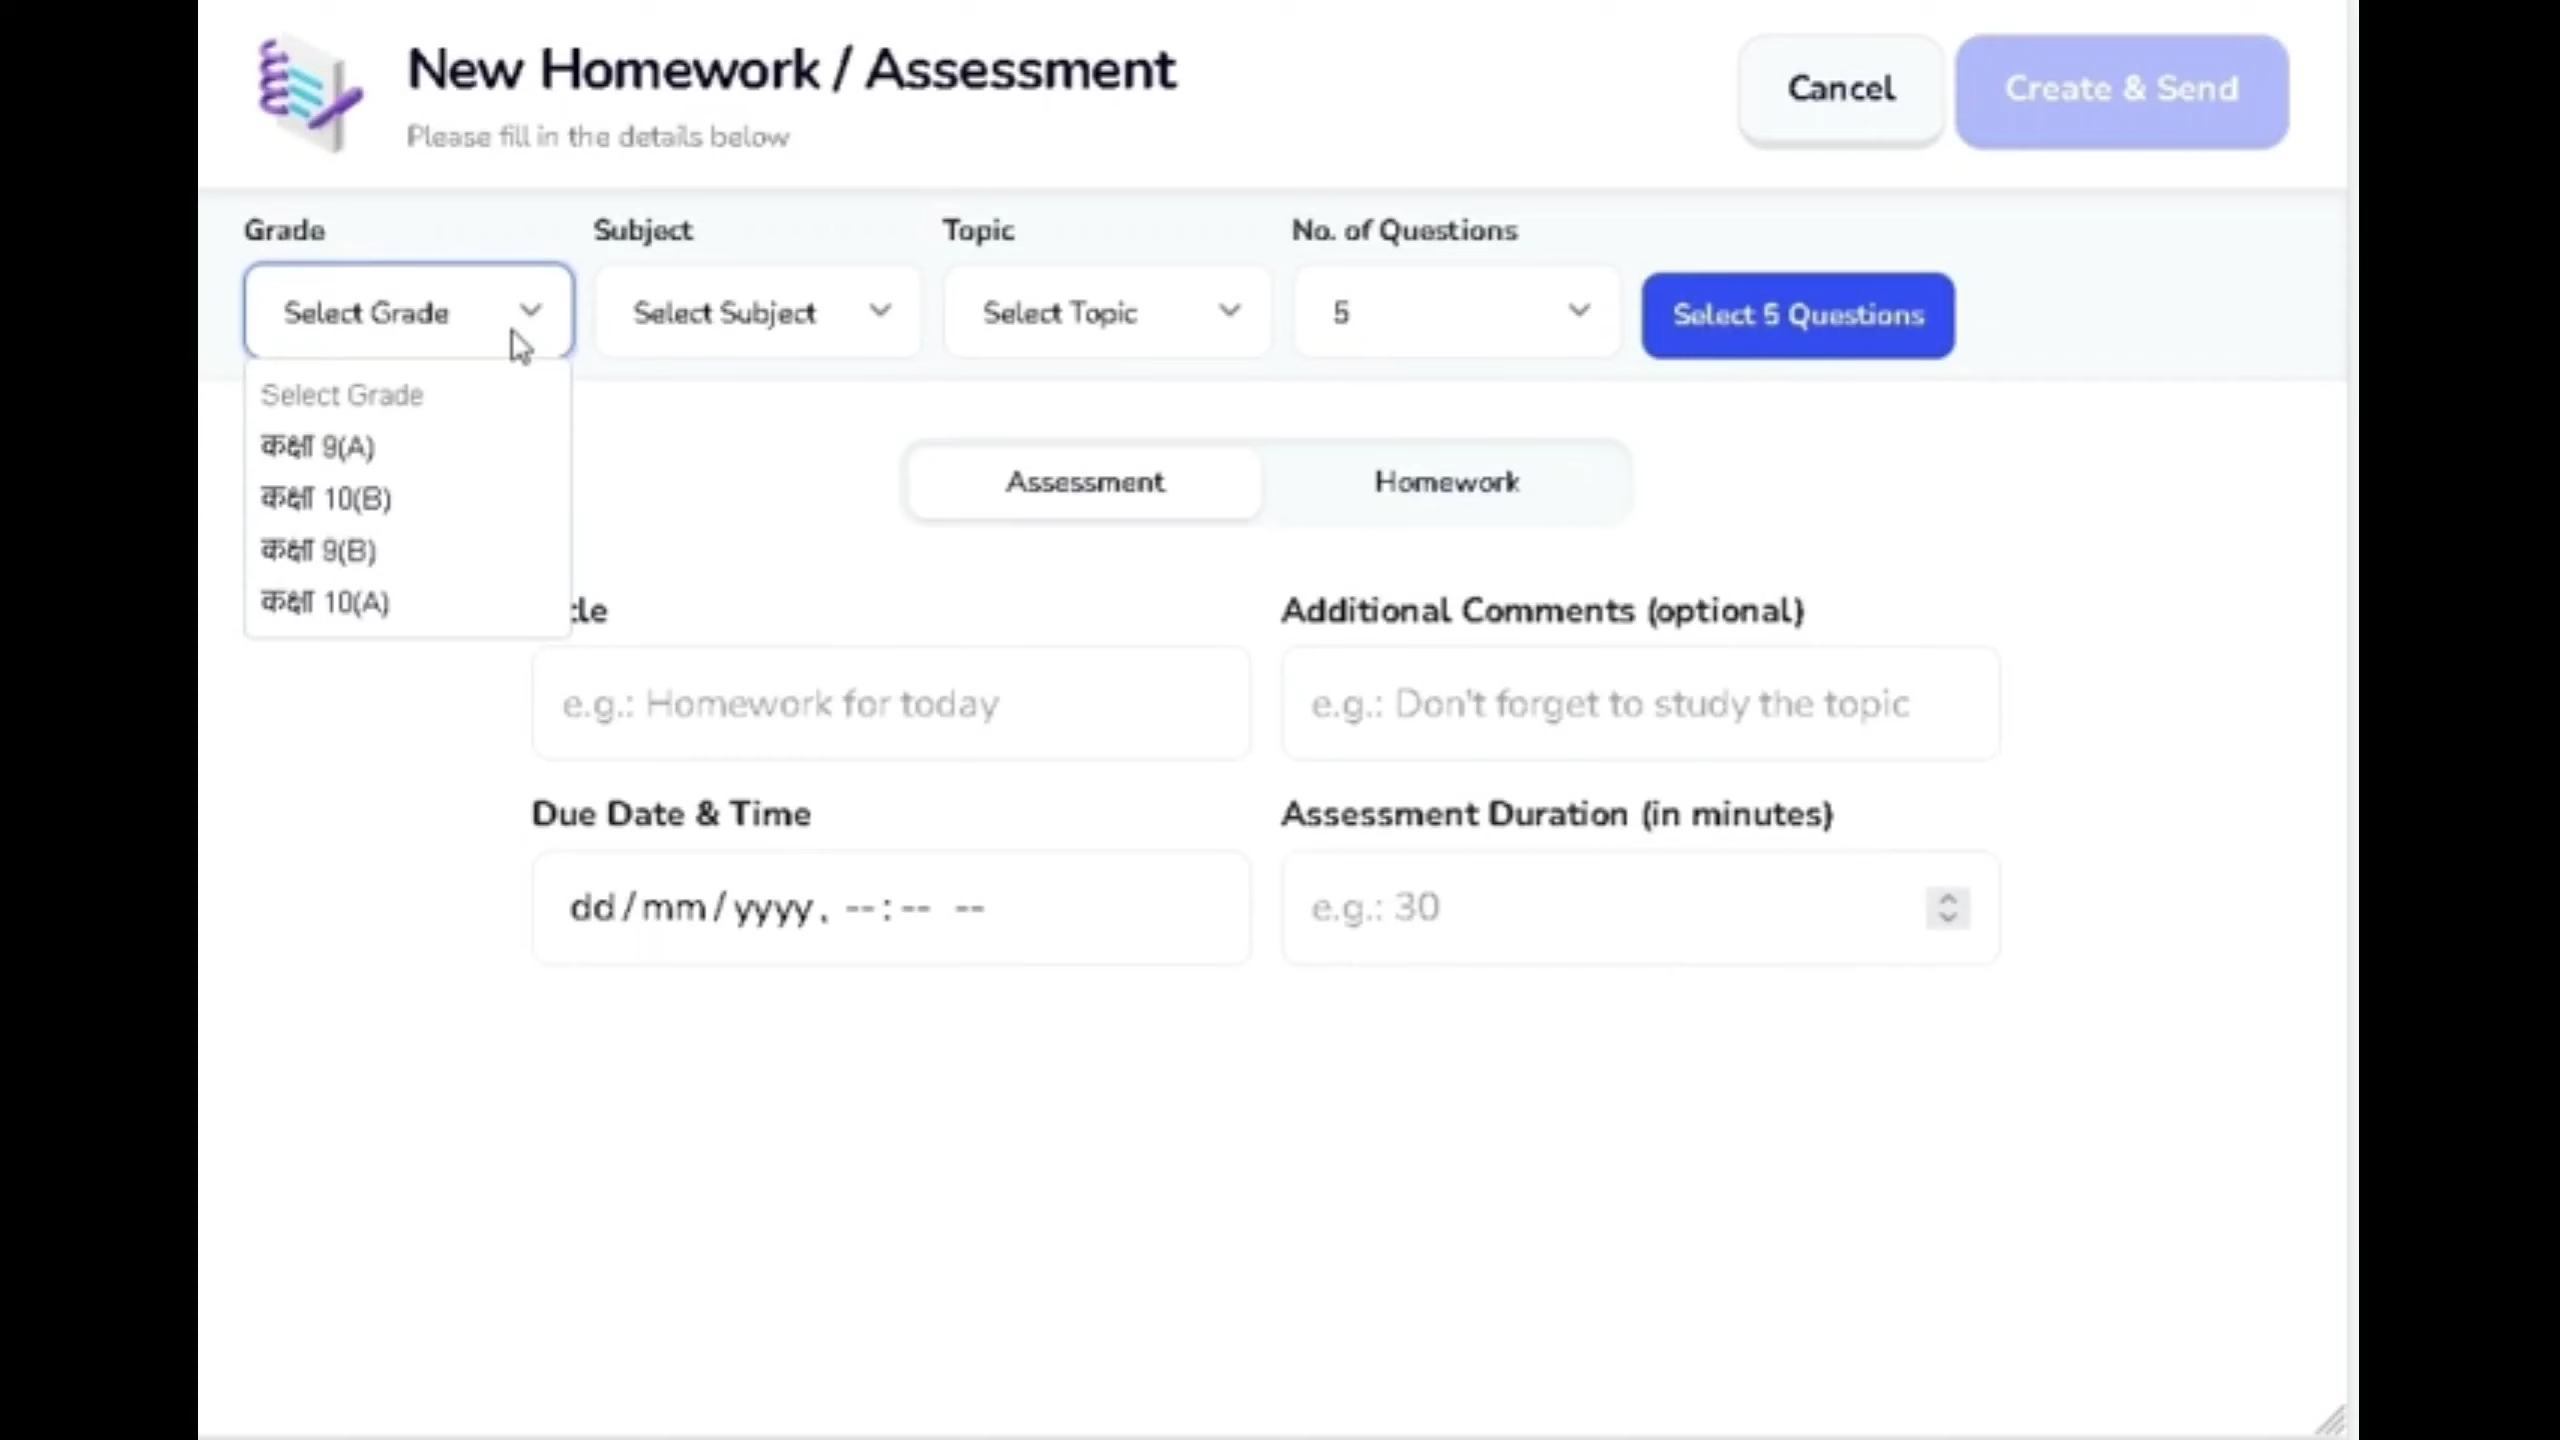 New Homework / Assessment
Please fill in the details below
Cancel
Create & Send
Grade
Subject
Topic
No. of Questions
Select Grade
Select Subject
Select Topic
5
Select 5 Questions
Select Grade
कक्षा 9(A)
कक्षा 10(B)
कक्षा 9(B)
कक्षा 10(A)
Assessment
Homework
tle
Additional Comments (optional)
e.g.: Homework for today
e.g.: Don't forget to study the topic
Due Date & Time
Assessment Duration (in minutes)
dd/mm/yyyy, --:-- --
e.g.: 30